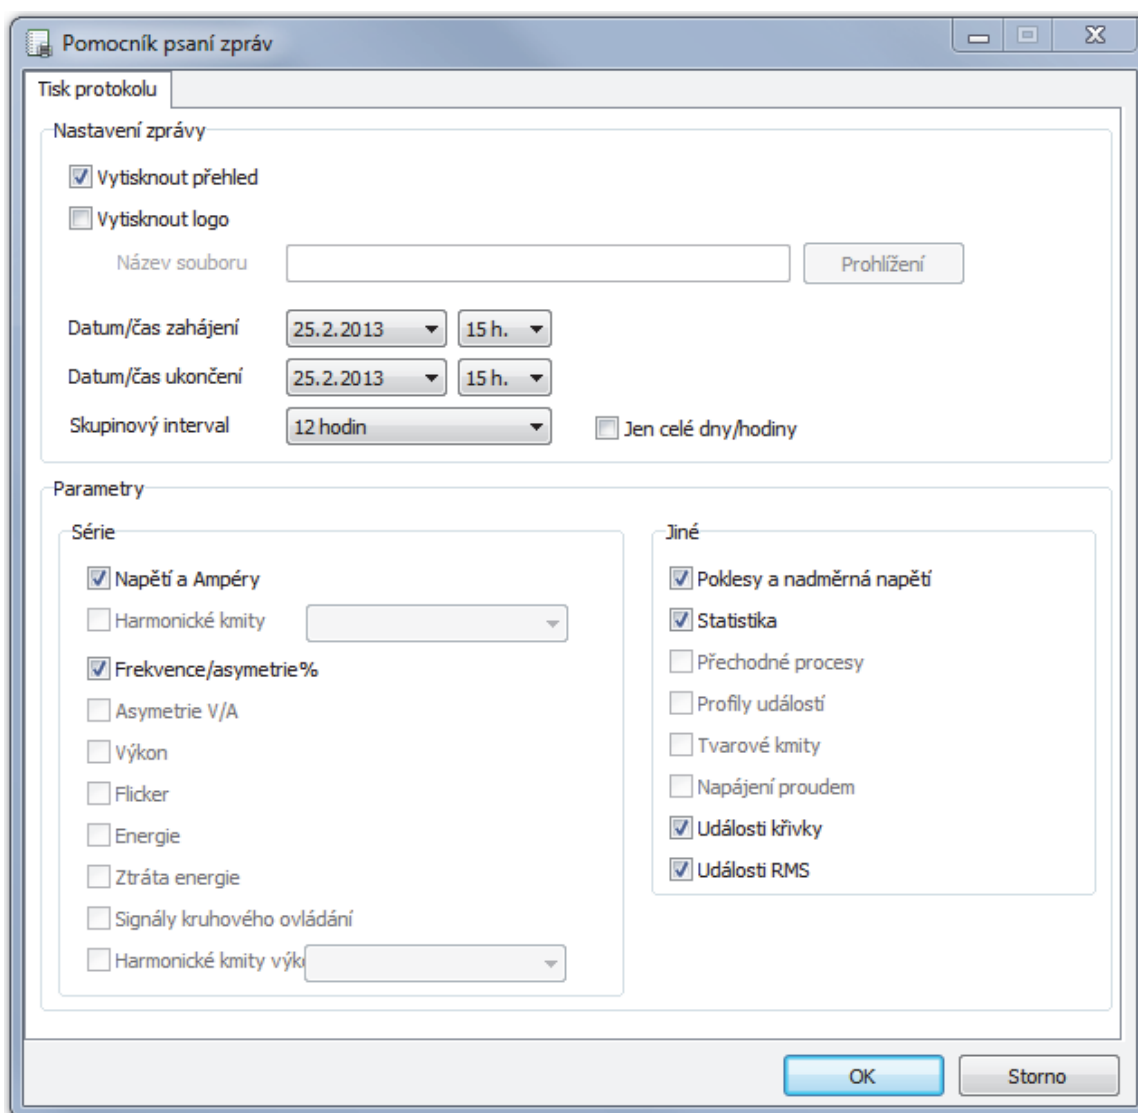 Pomocník psaní zpráv
Tisk protokolu
Nastavení zprávy
Vytisknout přehled
Vytisknout logo
Název souboru
Prohlížení
Datum/čas zahájení 25.2.2013 15 h.
Datum/čas ukončení 25.2.2013 15 h.
Skupinový interval 12 hodin Jen celé dny/hodiny
Parametry
Série
Napětí a Ampéry
Harmonické kmity
Frekvence/asymetrie%
Asymetrie V/A
Výkon
Flicker
Energie
Ztráta energie
Signály kruhového ovládání
Harmonické kmity výk
Jiné
Poklesy a nadměrná napětí
Statistika
Přechodné procesy
Profily událostí
Tvarové kmity
Napájení proudem
Události křivky
Události RMS
OK Storno